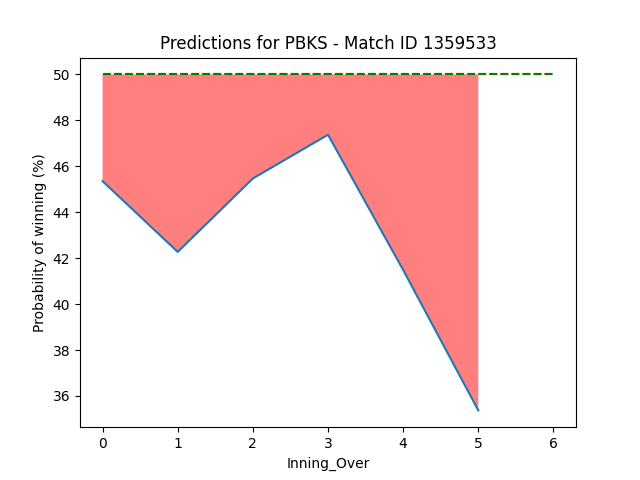 Predictions for PBKS - Match ID 1359533
50
48
46
44
42
40
38
36
Probability of winning (%)
0 1 2 3 4 5 6
Inning_Over